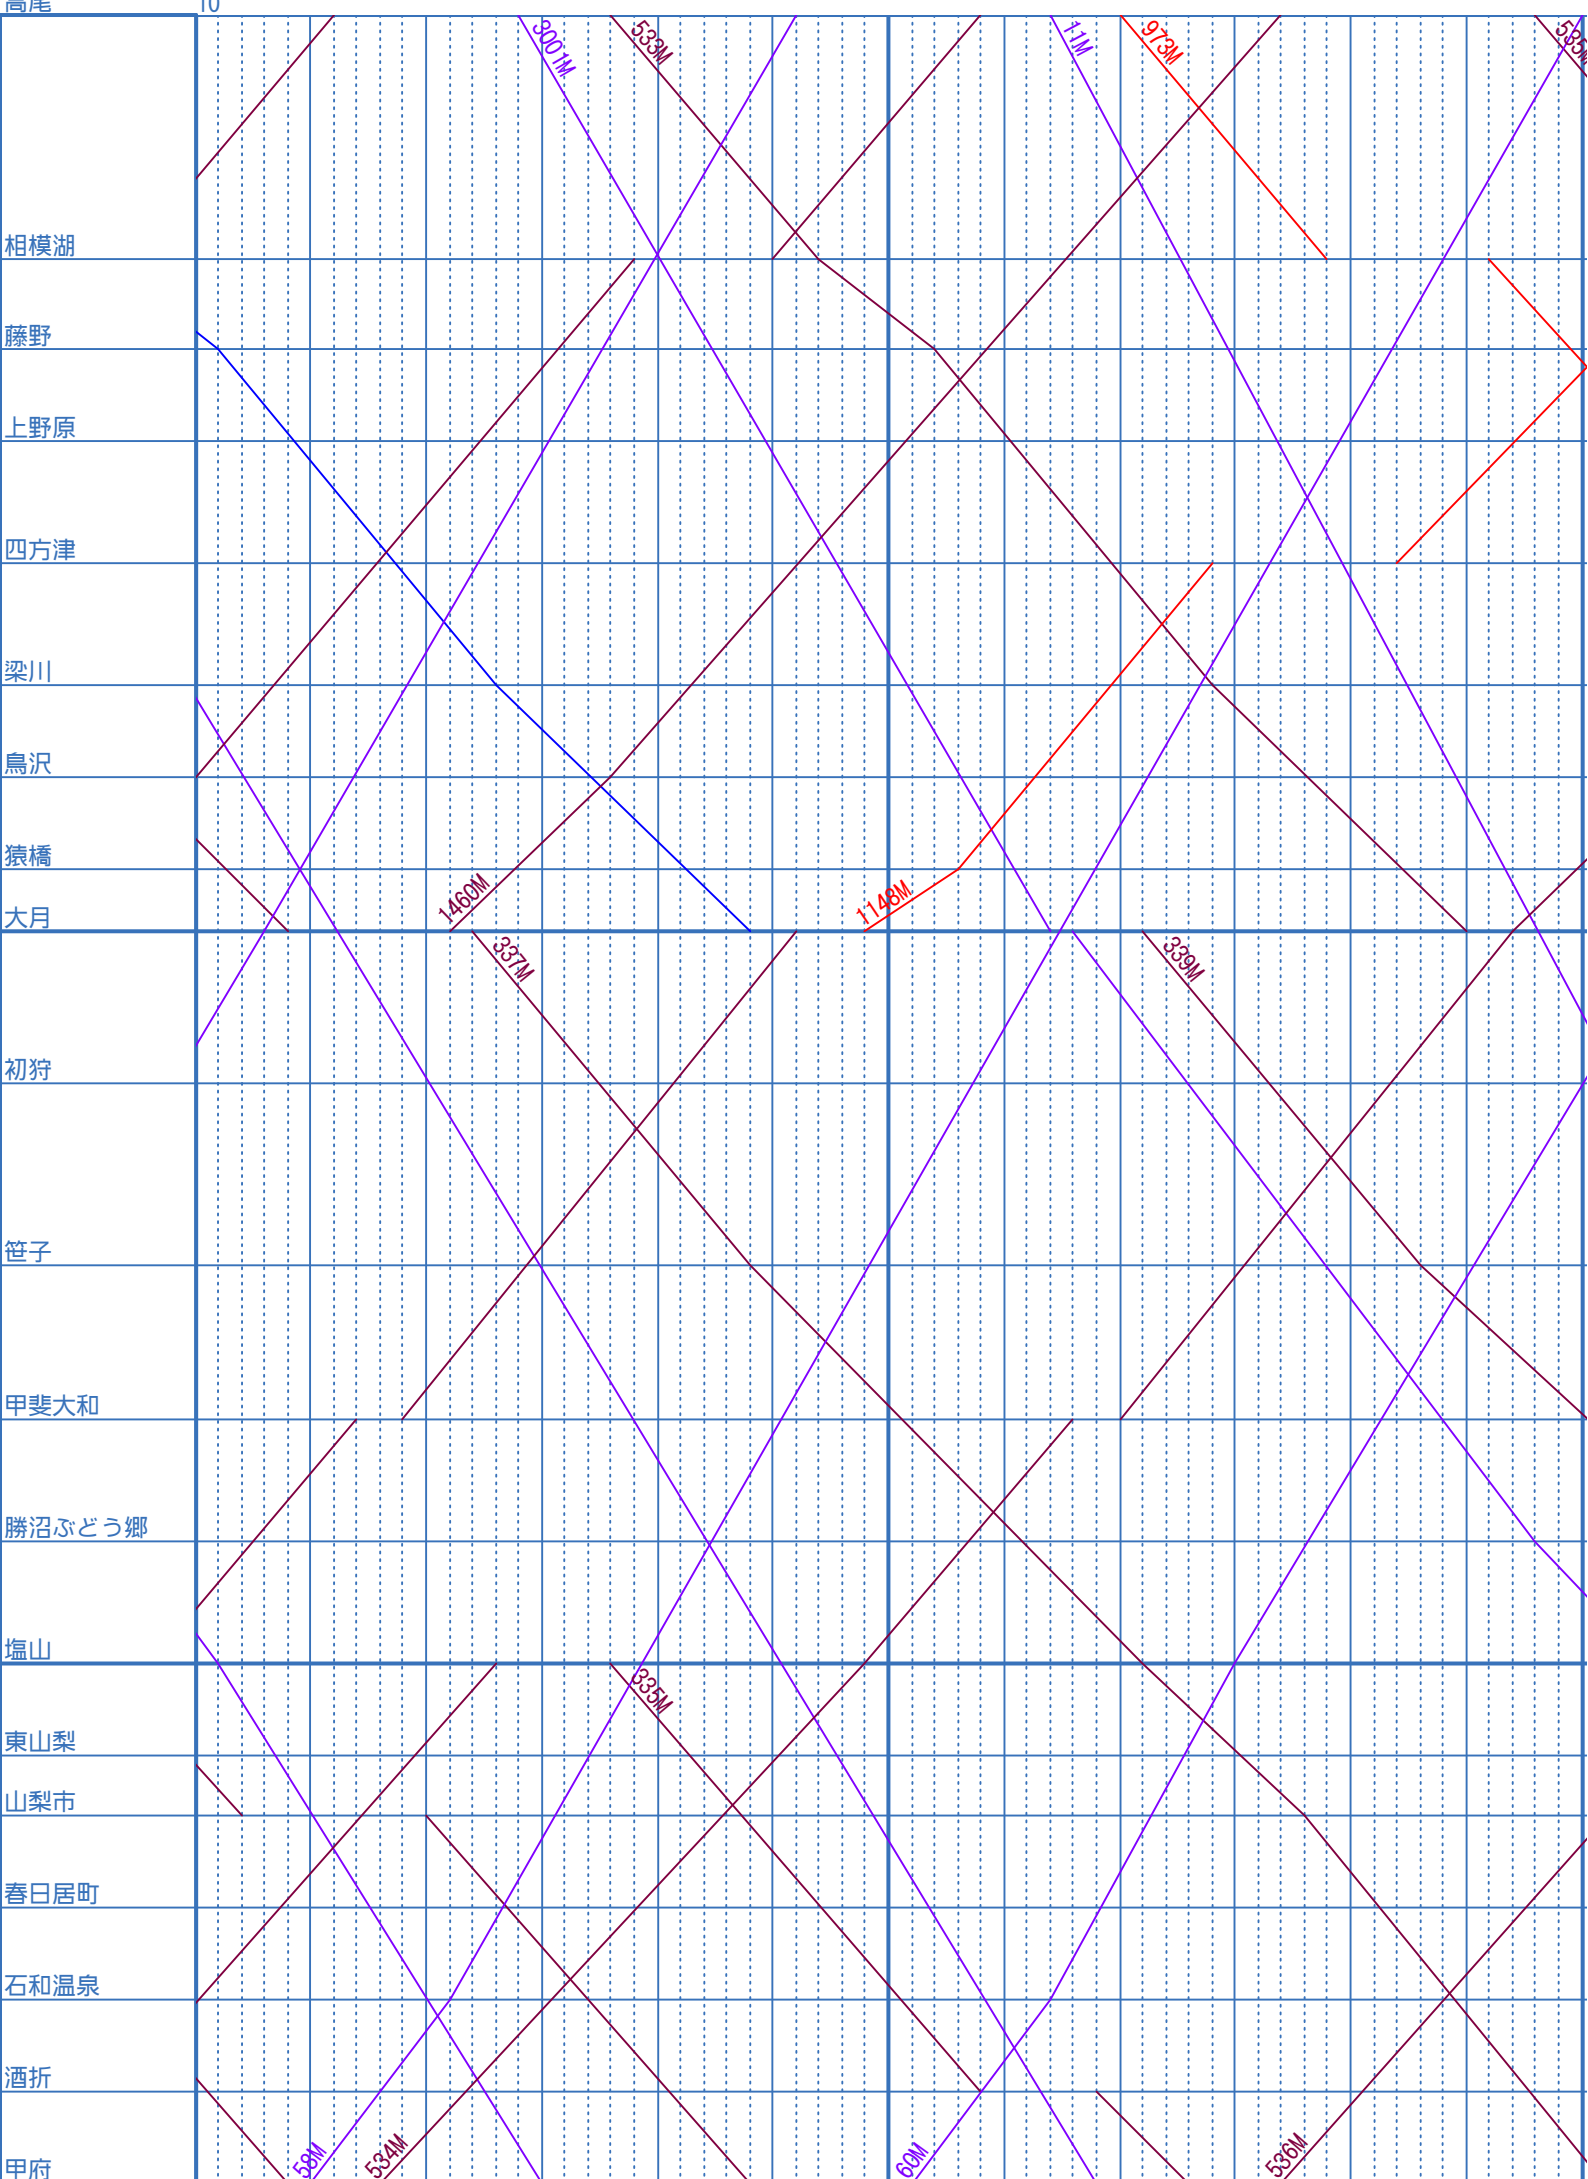 高尾 10
3001M 533M 11M 973M 535M
相模湖
藤野
上野原
四方津
梁川
鳥沢
猿橋
1460M 1148M
大月
337M 339M
初狩
笹子
甲斐大和
勝沼ぶどう郷
塩山
335M
東山梨
山梨市
春日居町
石和温泉
酒折
58M 534M 60M 536M
甲府